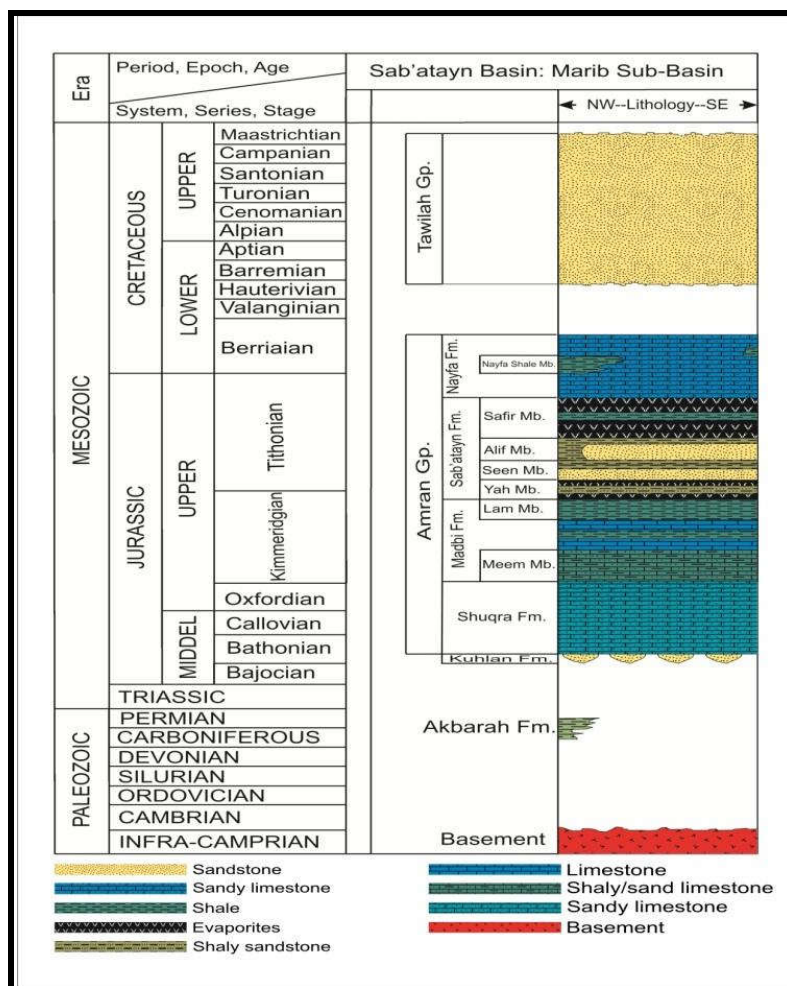 Era
Period, Epoch, Age
System, Series, Stage
Sab'atayn Basin: Marib Sub-Basin
NW--Lithology--SE
MESOZOIC
CRETACEOUS
UPPER
Maastrichtian
Campanian
Santonian
Turonian
Cenomanian
Alpian
LOWER
Aptian
Barremian
Hauterivian
Valanginian
Berriaian
JURASSIC
UPPER
Tithonian
Kimmeridgian
Oxfordian
MIDDEL
Callovian
Bathonian
Bajocian
TRIASSIC
PALEOZOIC
PERMIAN
CARBONIFEROUS
DEVONIAN
SILURIAN
ORDOVICIAN
CAMBRIAN
INFRA-CAMPRIAN
Tawilah Gp.
Amran Gp.
Nayfa Fm.
Nayfa Shale Mb.
Sab'atayn Fm.
Safir Mb.
Alif Mb.
Seen Mb.
Yah Mb.
Madbi Fm.
Lam Mb.
Meem Mb.
Shuqra Fm.
Kuhlan Fm.
Akbarah Fm.
Basement
Sandstone
Sandy limestone
Shale
Evaporites
Shaly sandstone
Limestone
Shaly/sand limestone
Sandy limestone
Basement